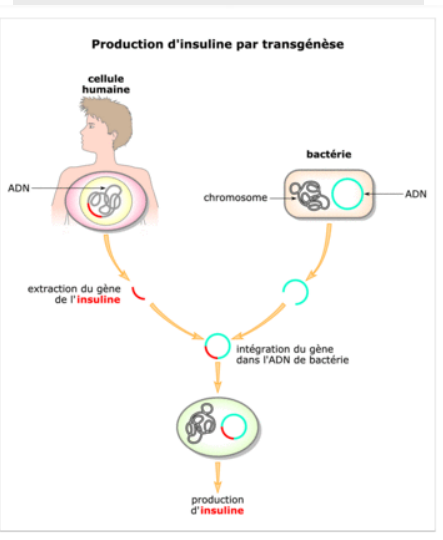 Production d'insuline par transgénèse
cellule
humaine
bactérie
ADN
chromosome
ADN
extraction du gène
de l'insuline
intégration du gène
dans l'ADN de bactérie
production
d'insuline